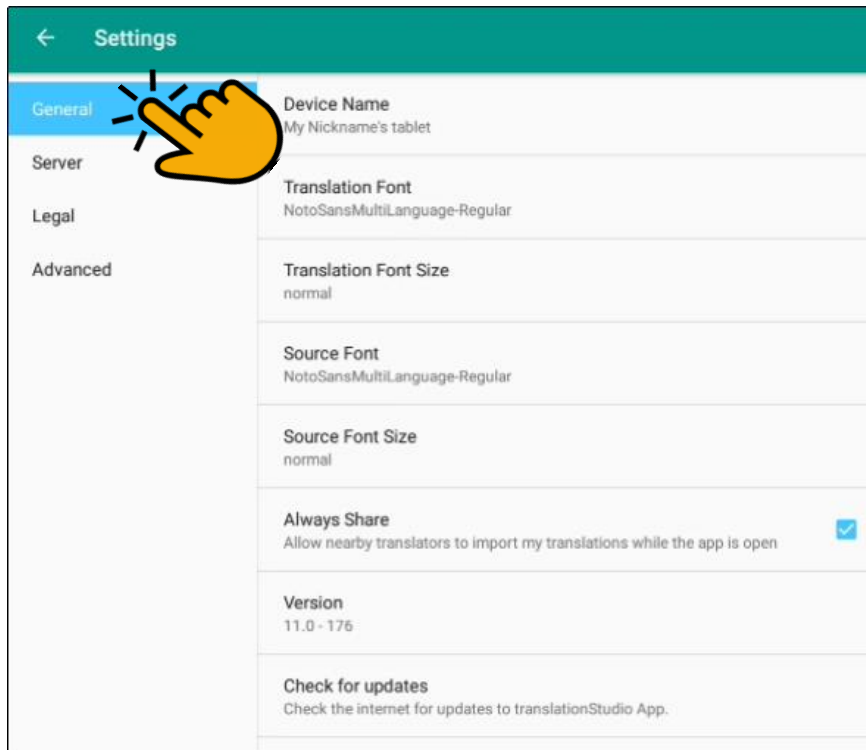 Settings
General
Server
Legal
Advanced
Device Name
My Nickname's tablet
Translation Font
NotoSansMultiLanguage-Regular
Translation Font Size
normal
Source Font
NotoSansMultiLanguage-Regular
Source Font Size
normal
Always Share
Allow nearby translators to import my translations while the app is open
Version
11.0 - 176
Check for updates
Check the internet for updates to translationStudio App.